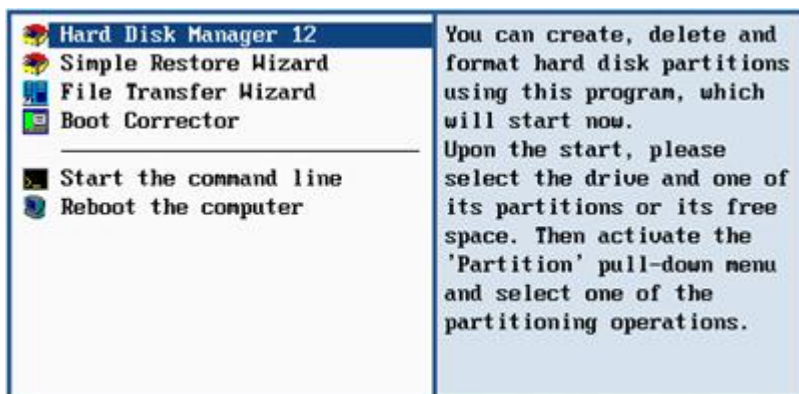 Hard Disk Manager 12
Simple Restore Wizard
File Transfer Wizard
Boot Corrector
Start the command line
Reboot the computer
You can create, delete and
format hard disk partitions
using this program, which
will start now.
Upon the start, please
select the drive and one of
its partitions or its free
space. Then activate the
'Partition' pull-down menu
and select one of the
partitioning operations.